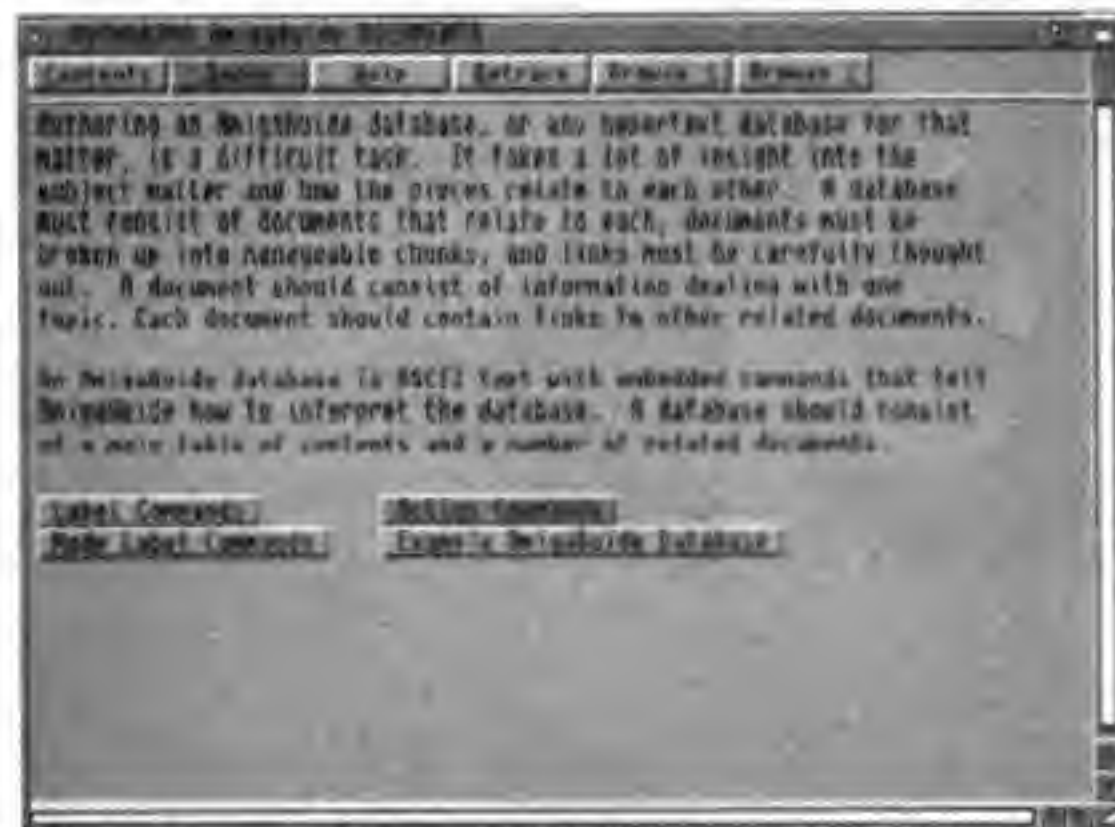 AmigaGuide
Contents Index Help Retrace Browse < Browse >
Authoring an AmigaGuide database, or any hypertext database for that
matter, is a difficult task. It takes a lot of insight into the
subject matter and how the pieces relate to each other. A database
must consist of documents that relate to each, documents must be
broken up into manegeable chunks, and links must be carefully thought
out. A document should consist of information dealing with one
topic. Each document should contain links to other related documents.
An AmigaGuide database is ASCII text with embedded commands that tell
AmigaGuide how to interpret the database. A database should consist
of a main table of contents and a number of related documents.
Label Commands Action Commands
Node Label Commands Example AmigaGuide Database